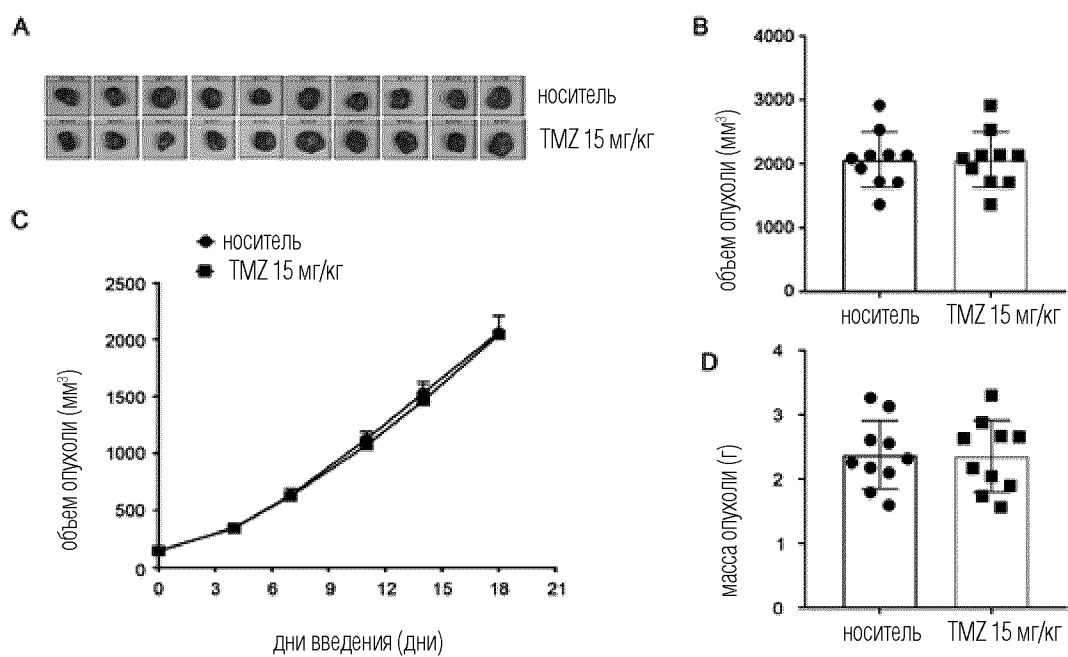 A
носитель
TMZ 15 мг/кг
B
объем опухоли (мм³)
4000
3000
2000
1000
0
носитель
TMZ 15 мг/кг
C
носитель
TMZ 15 мг/кг
объем опухоли (мм³)
2500
2000
1500
1000
500
0
0 3 6 9 12 15 18 21
дни введения (дни)
D
масса опухоли (г)
4
3
2
1
0
носитель
TMZ 15 мг/кг